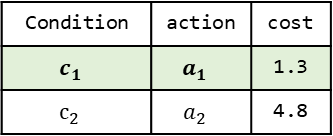 Condition action cost
c₁ a₁ 1.3
c₂ a₂ 4.8